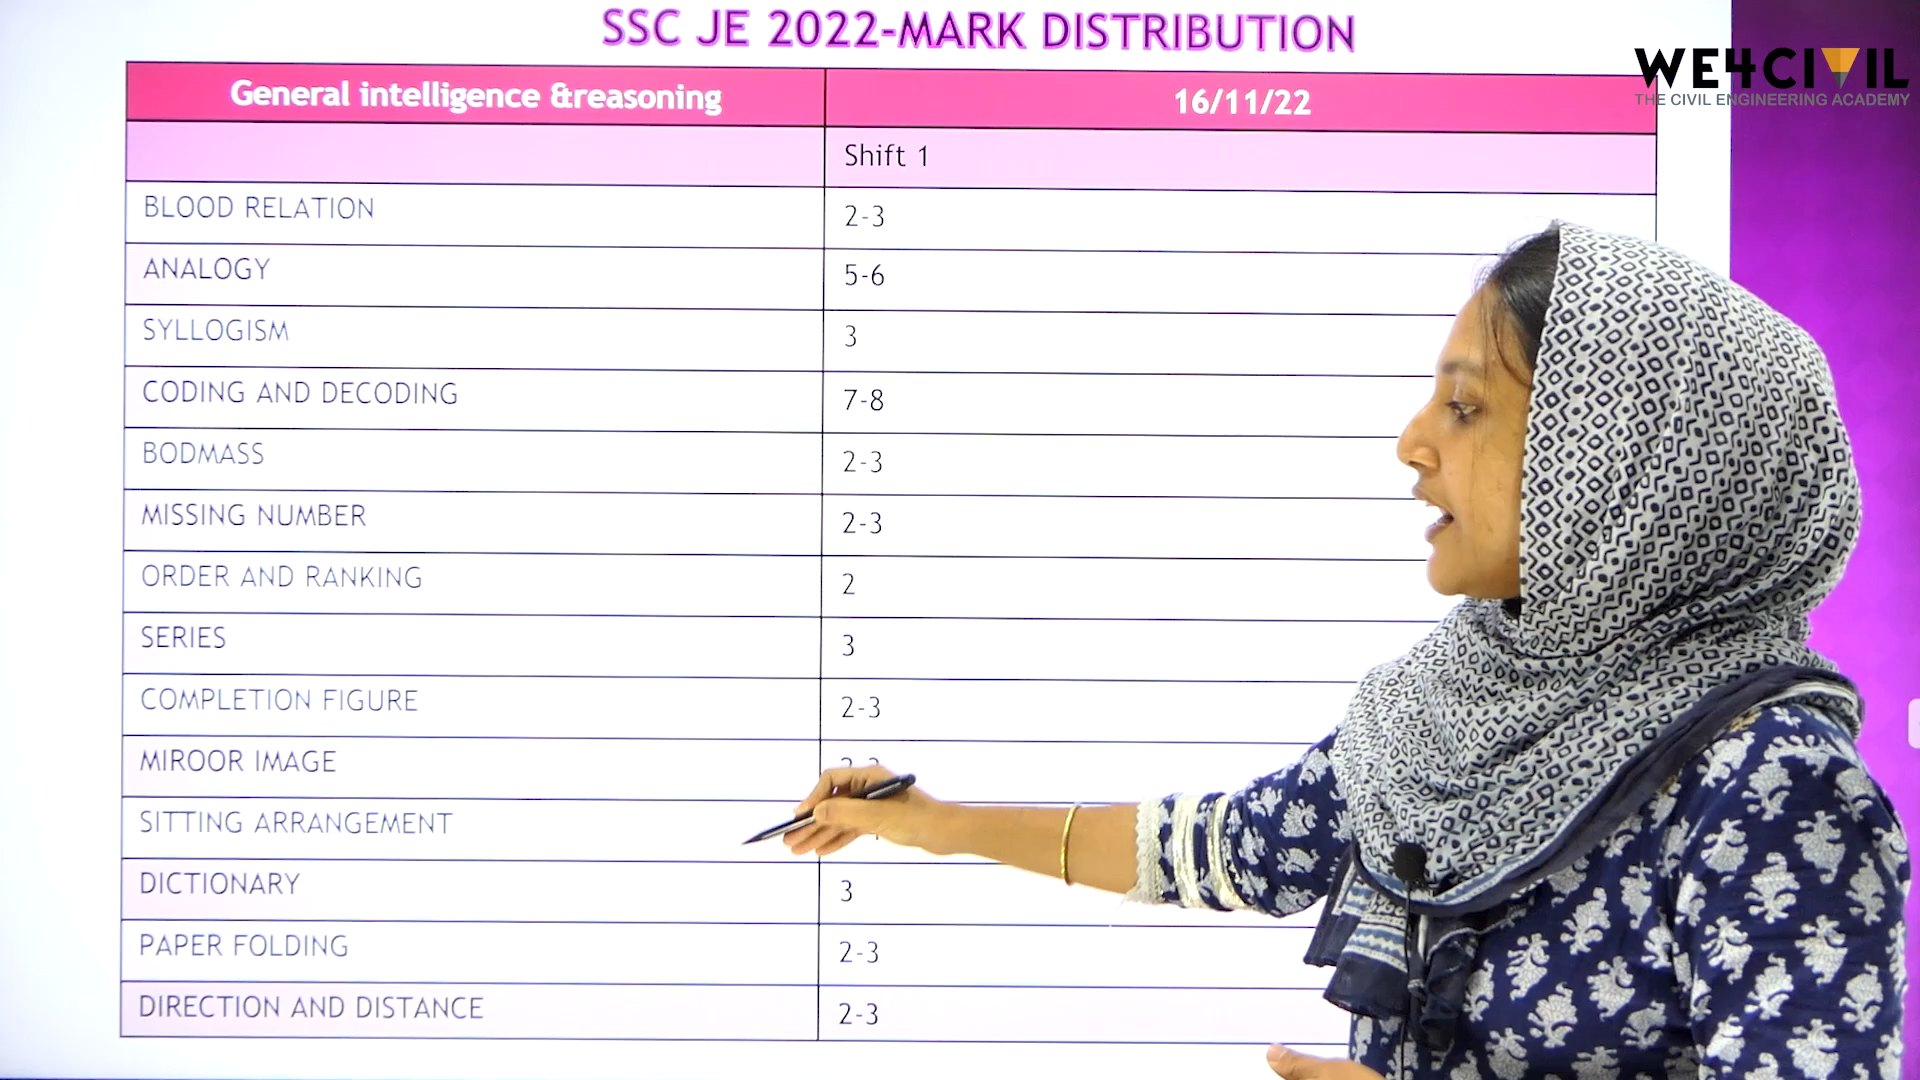 SSC JE 2022-MARK DISTRIBUTION
WE4CIVIL
THE CIVIL ENGINEERING ACADEMY
General intelligence &reasoning 16/11/22
Shift 1
BLOOD RELATION 2-3
ANALOGY 5-6
SYLLOGISM 3
CODING AND DECODING 7-8
BODMASS 2-3
MISSING NUMBER 2-3
ORDER AND RANKING 2
SERIES 3
COMPLETION FIGURE 2-3
MIROOR IMAGE
SITTING ARRANGEMENT
DICTIONARY 3
PAPER FOLDING 2-3
DIRECTION AND DISTANCE 2-3